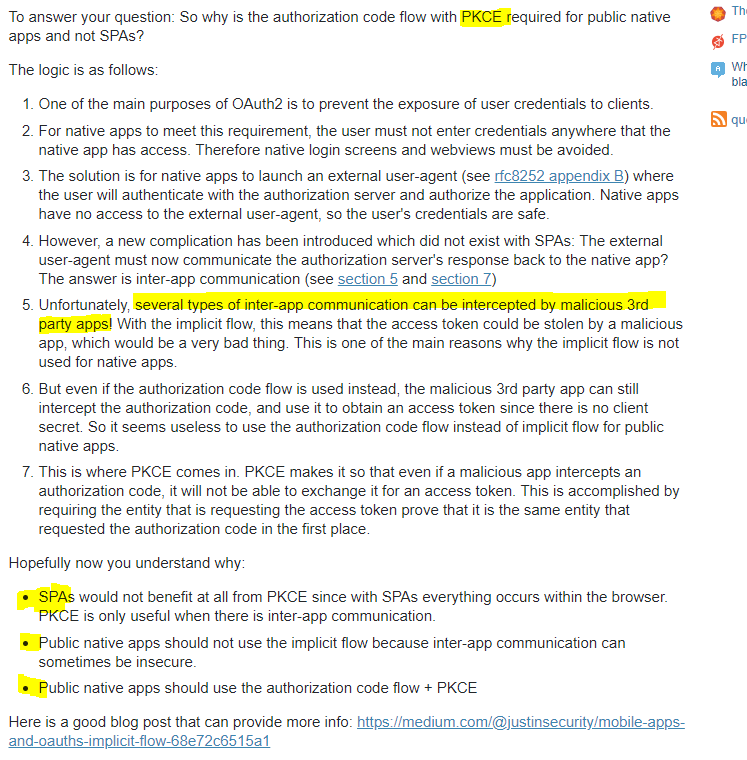 To answer your question: So why is the authorization code flow with PKCE required for public native
apps and not SPAs?
The logic is as follows:
1. One of the main purposes of OAuth2 is to prevent the exposure of user credentials to clients.
2. For native apps to meet this requirement, the user must not enter credentials anywhere that the
native app has access. Therefore native login screens and webviews must be avoided.
3. The solution is for native apps to launch an external user-agent (see rfc8252 appendix B) where
the user will authenticate with the authorization server and authorize the application. Native apps
have no access to the external user-agent, so the user's credentials are safe.
4. However, a new complication has been introduced which did not exist with SPAs: The external
user-agent must now communicate the authorization server's response back to the native app?
The answer is inter-app communication (see section 5 and section 7)
5. Unfortunately, several types of inter-app communication can be intercepted by malicious 3rd
party apps! With the implicit flow, this means that the access token could be stolen by a malicious
app, which would be a very bad thing. This is one of the main reasons why the implicit flow is not
used for native apps.
6. But even if the authorization code flow is used instead, the malicious 3rd party app can still
intercept the authorization code, and use it to obtain an access token since there is no client
secret. So it seems useless to use the authorization code flow instead of implicit flow for public
native apps.
7. This is where PKCE comes in. PKCE makes it so that even if a malicious app intercepts an
authorization code, it will not be able to exchange it for an access token. This is accomplished by
requiring the entity that is requesting the access token prove that it is the same entity that
requested the authorization code in the first place.
Hopefully now you understand why:
• SPAs would not benefit at all from PKCE since with SPAs everything occurs within the browser.
PKCE is only useful when there is inter-app communication.
• Public native apps should not use the implicit flow because inter-app communication can
sometimes be insecure.
• Public native apps should use the authorization code flow + PKCE
Here is a good blog post that can provide more info: https://medium.com/@justinsecurity/mobile-apps-
and-oauths-implicit-flow-68e72c6515a1
Th
FP
Wh
bla
qu